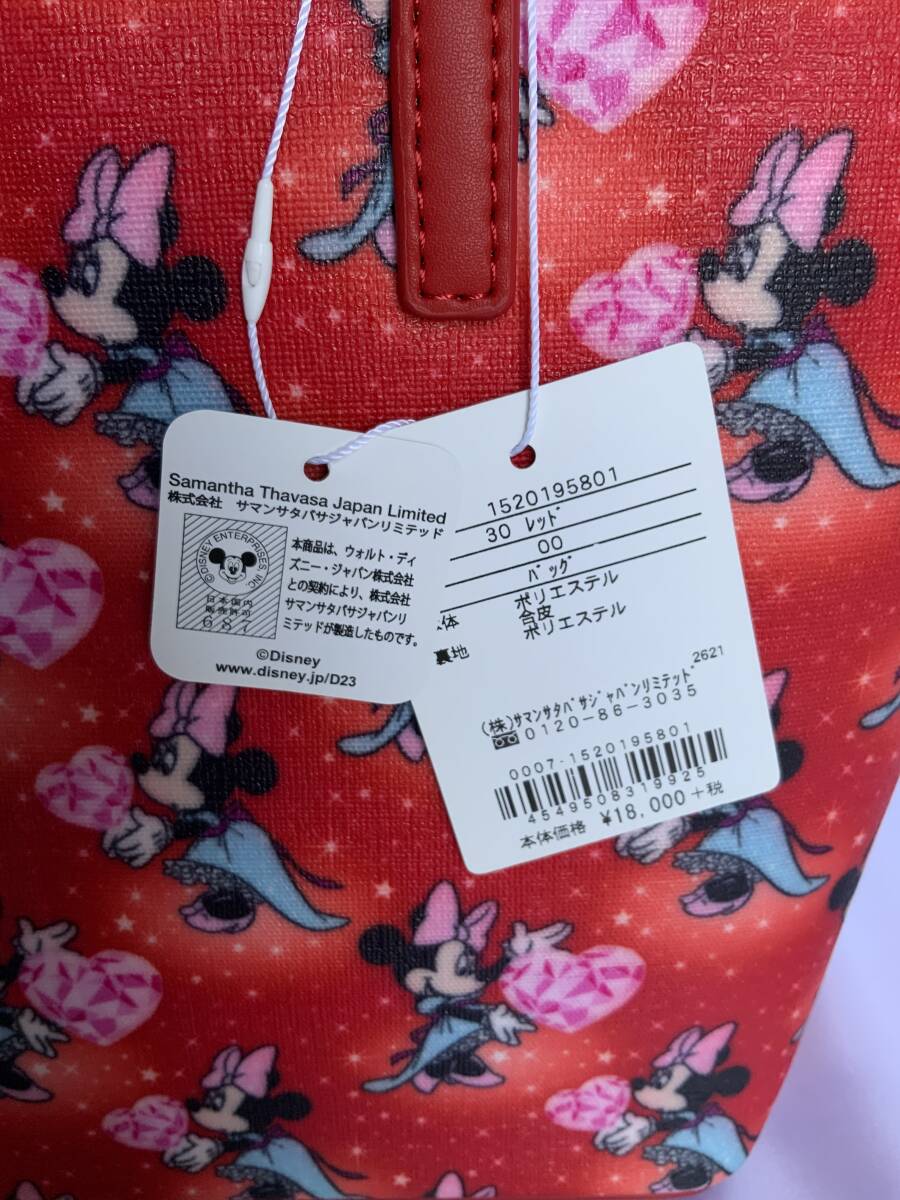 Samantha Thavasa Japan Limited
株式会社 サマンサタバサジャパンリミテッド
©DISNEY ENTERPRISES, INC.
日本国内
販売許可
687
本商品は、ウォルト・ディ
ズニー・ジャパン株式会社
との契約により、株式会社
サマンサタバサジャパンリ
ミテッドが製造したものです。
©Disney
www.disney.jp/D23
1520195801
30 レッド
00
バッグ
体 ポリエステル
合皮
裏地 ポリエステル
2621
(株)サマンサタバサジャパンリミテッド
0120-86-3035
0007-1520195801
4549508319925
本体価格 ¥18,000+税